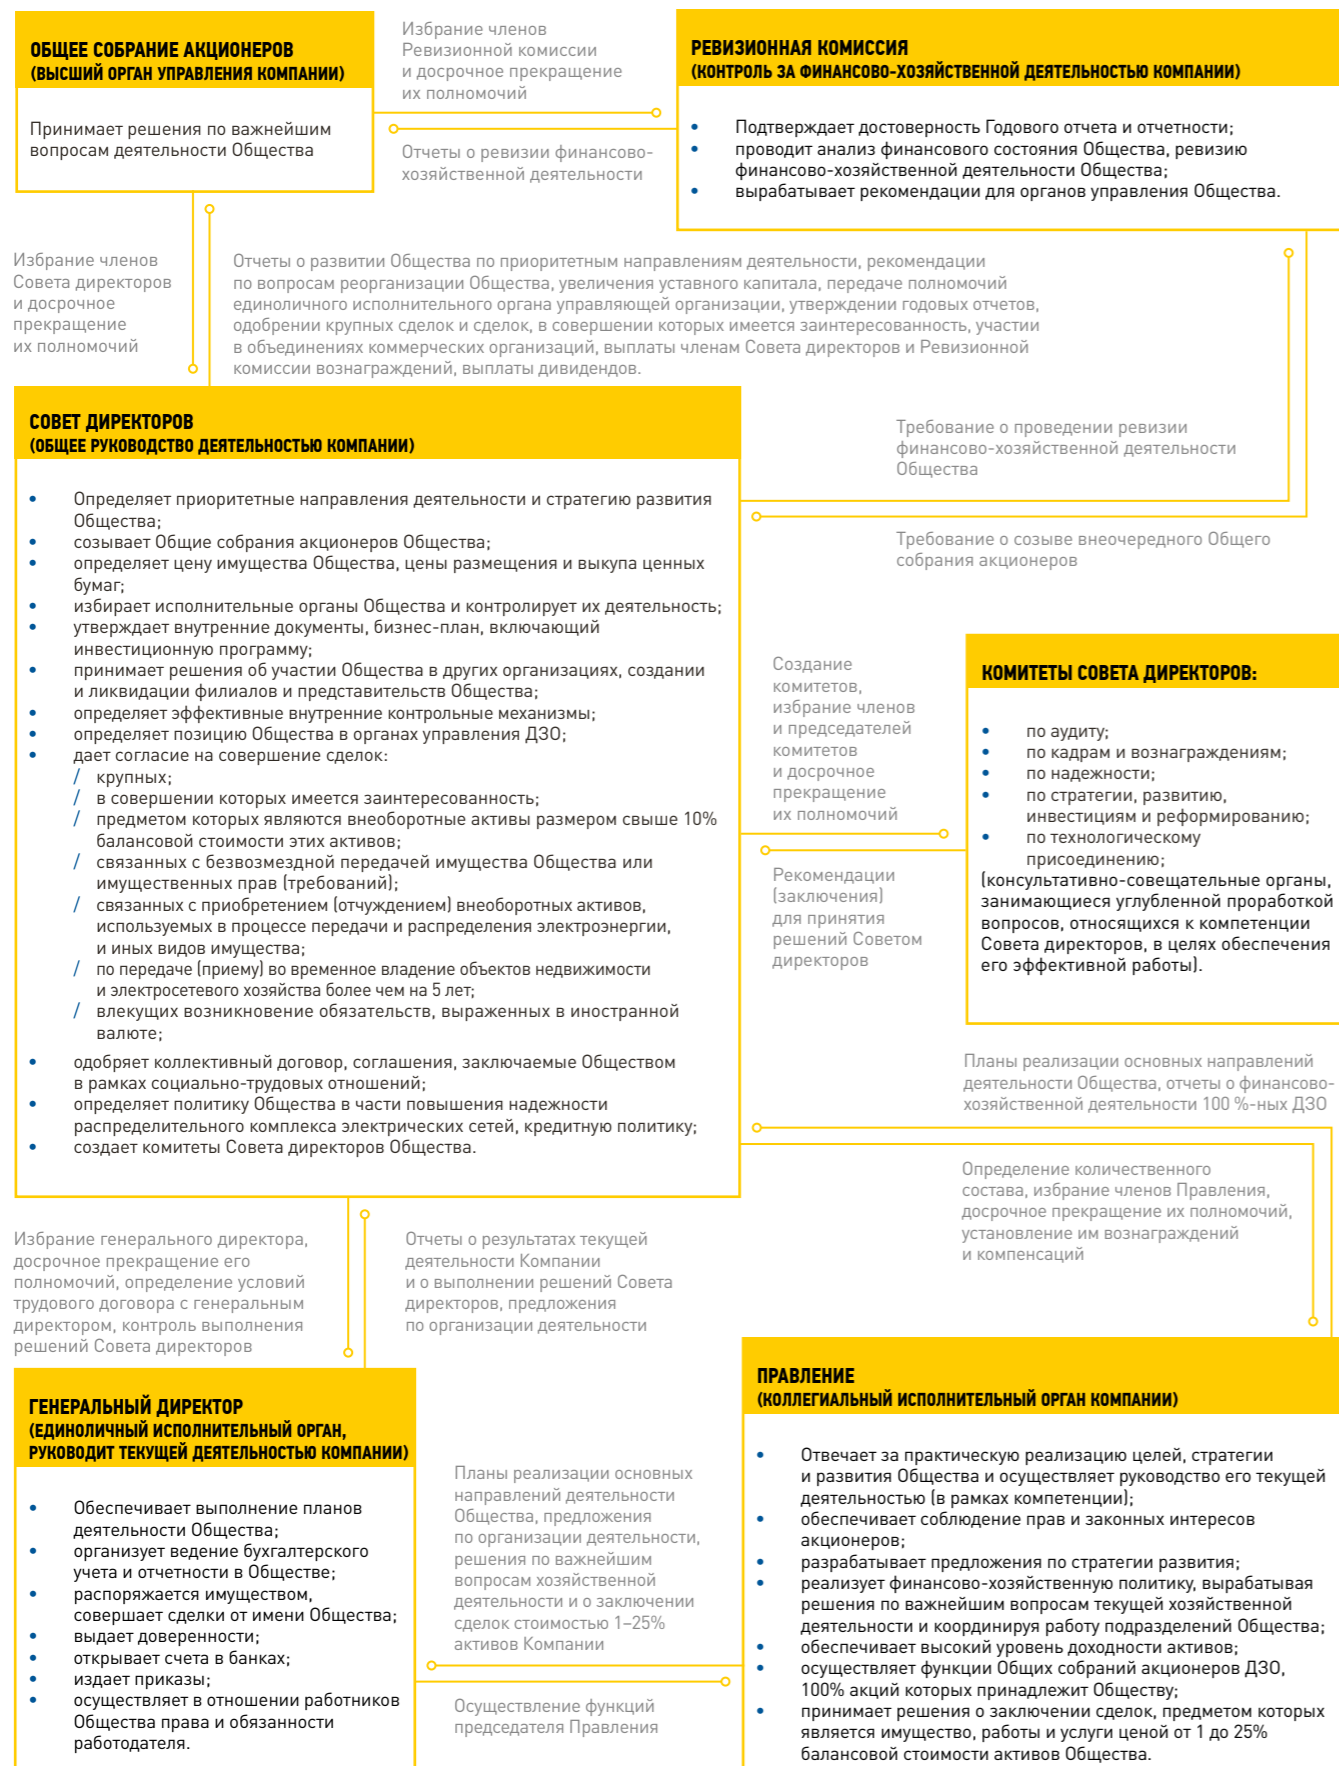 ОБЩЕЕ СОБРАНИЕ АКЦИОНЕРОВ
(ВЫСШИЙ ОРГАН УПРАВЛЕНИЯ КОМПАНИИ)
Принимает решения по важнейшим
вопросам деятельности Общества
Избрание членов
Ревизионной комиссии
и досрочное прекращение
их полномочий
Отчеты о ревизии финансово-
хозяйственной деятельности
РЕВИЗИОННАЯ КОМИССИЯ
(КОНТРОЛЬ ЗА ФИНАНСОВО-ХОЗЯЙСТВЕННОЙ ДЕЯТЕЛЬНОСТЬЮ КОМПАНИИ)
• Подтверждает достоверность Годового отчета и отчетности;
• проводит анализ финансового состояния Общества, ревизию
финансово-хозяйственной деятельности Общества;
• вырабатывает рекомендации для органов управления Общества.
Избрание членов
Совета директоров
и досрочное
прекращение
их полномочий
Отчеты о развитии Общества по приоритетным направлениям деятельности, рекомендации
по вопросам реорганизации Общества, увеличения уставного капитала, передаче полномочий
единоличного исполнительного органа управляющей организации, утверждении годовых отчетов,
одобрении крупных сделок и сделок, в совершении которых имеется заинтересованность, участии
в объединениях коммерческих организаций, выплаты членам Совета директоров и Ревизионной
комиссии вознаграждений, выплаты дивидендов.
СОВЕТ ДИРЕКТОРОВ
(ОБЩЕЕ РУКОВОДСТВО ДЕЯТЕЛЬНОСТЬЮ КОМПАНИИ)
• Определяет приоритетные направления деятельности и стратегию развития
Общества;
• созывает Общие собрания акционеров Общества;
• определяет цену имущества Общества, цены размещения и выкупа ценных
бумаг;
• избирает исполнительные органы Общества и контролирует их деятельность;
• утверждает внутренние документы, бизнес-план, включающий
инвестиционную программу;
• принимает решения об участии Общества в других организациях, создании
и ликвидации филиалов и представительств Общества;
• определяет эффективные внутренние контрольные механизмы;
• определяет позицию Общества в органах управления ДЗО;
• дает согласие на совершение сделок:
/ крупных;
/ в совершении которых имеется заинтересованность;
/ предметом которых являются внеоборотные активы размером свыше 10%
балансовой стоимости этих активов;
/ связанных с безвозмездной передачей имущества Общества или
имущественных прав (требований);
/ связанных с приобретением (отчуждением) внеоборотных активов,
используемых в процессе передачи и распределения электроэнергии,
и иных видов имущества;
/ по передаче (приему) во временное владение объектов недвижимости
и электросетевого хозяйства более чем на 5 лет;
/ влекущих возникновение обязательств, выраженных в иностранной
валюте;
• одобряет коллективный договор, соглашения, заключаемые Обществом
в рамках социально-трудовых отношений;
• определяет политику Общества в части повышения надежности
распределительного комплекса электрических сетей, кредитную политику;
• создает комитеты Совета директоров Общества.
Требование о проведении ревизии
финансово-хозяйственной деятельности
Общества
Требование о созыве внеочередного Общего
собрания акционеров
Создание
комитетов,
избрание членов
и председателей
комитетов
и досрочное
прекращение
их полномочий
Рекомендации
(заключения)
для принятия
решений Советом
директоров
КОМИТЕТЫ СОВЕТА ДИРЕКТОРОВ:
• по аудиту;
• по кадрам и вознаграждениям;
• по надежности;
• по стратегии, развитию,
инвестициям и реформированию;
• по технологическому
присоединению;
(консультативно-совещательные органы,
занимающиеся углубленной проработкой
вопросов, относящихся к компетенции
Совета директоров, в целях обеспечения
его эффективной работы).
Планы реализации основных направлений
деятельности Общества, отчеты о финансово-
хозяйственной деятельности 100 %-ных ДЗО
Определение количественного
состава, избрание членов Правления,
досрочное прекращение их полномочий,
установление им вознаграждений
и компенсаций
Избрание генерального директора,
досрочное прекращение его
полномочий, определение условий
трудового договора с генеральным
директором, контроль выполнения
решений Совета директоров
Отчеты о результатах текущей
деятельности Компании
и о выполнении решений Совета
директоров, предложения
по организации деятельности
ГЕНЕРАЛЬНЫЙ ДИРЕКТОР
(ЕДИНОЛИЧНЫЙ ИСПОЛНИТЕЛЬНЫЙ ОРГАН,
РУКОВОДИТ ТЕКУЩЕЙ ДЕЯТЕЛЬНОСТЬЮ КОМПАНИИ)
• Обеспечивает выполнение планов
деятельности Общества;
• организует ведение бухгалтерского
учета и отчетности в Обществе;
• распоряжается имуществом,
совершает сделки от имени Общества;
• выдает доверенности;
• открывает счета в банках;
• издает приказы;
• осуществляет в отношении работников
Общества права и обязанности
работодателя.
Планы реализации основных
направлений деятельности
Общества, предложения
по организации деятельности,
решения по важнейшим
вопросам хозяйственной
деятельности и о заключении
сделок стоимостью 1–25%
активов Компании
Осуществление функций
председателя Правления
ПРАВЛЕНИЕ
(КОЛЛЕГИАЛЬНЫЙ ИСПОЛНИТЕЛЬНЫЙ ОРГАН КОМПАНИИ)
• Отвечает за практическую реализацию целей, стратегии
и развития Общества и осуществляет руководство его текущей
деятельностью (в рамках компетенции);
• обеспечивает соблюдение прав и законных интересов
акционеров;
• разрабатывает предложения по стратегии развития;
• реализует финансово-хозяйственную политику, вырабатывая
решения по важнейшим вопросам текущей хозяйственной
деятельности и координируя работу подразделений Общества;
• обеспечивает высокий уровень доходности активов;
• осуществляет функции Общих собраний акционеров ДЗО,
100% акций которых принадлежит Обществу;
• принимает решения о заключении сделок, предметом которых
является имущество, работы и услуги ценой от 1 до 25%
балансовой стоимости активов Общества.